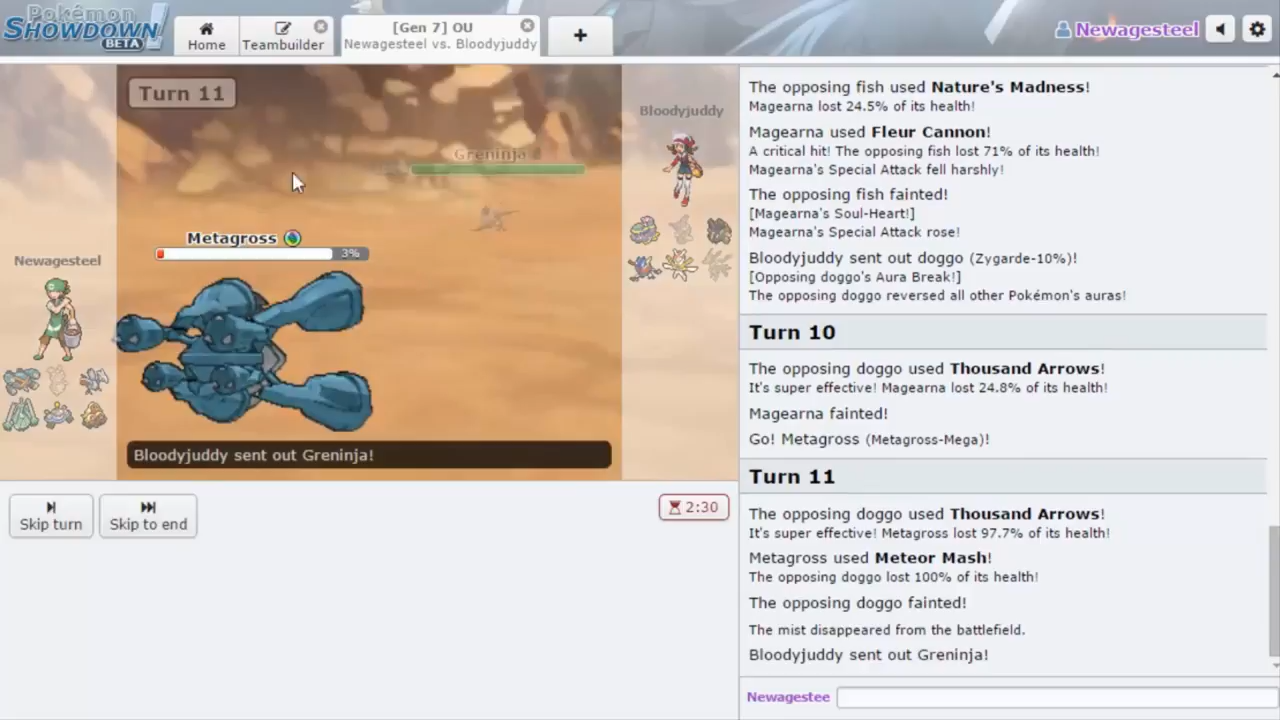 Pokémon
SHOWDOWN!
BETA
Home
Teambuilder
[Gen 7] OU
Newagesteel vs. Bloodyjuddy
+
Newagesteel
Turn 11
Bloodyjuddy
Greninja
Metagross
3%
Newagesteel
Bloodyjuddy sent out Greninja!
Skip turn
Skip to end
2:30
The opposing fish used Nature's Madness!
Magearna lost 24.5% of its health!
Magearna used Fleur Cannon!
A critical hit! The opposing fish lost 71% of its health!
Magearna's Special Attack fell harshly!
The opposing fish fainted!
[Magearna's Soul-Heart!]
Magearna's Special Attack rose!
Bloodyjuddy sent out doggo (Zygarde-10%)!
[Opposing doggo's Aura Break!]
The opposing doggo reversed all other Pokémon's auras!
Turn 10
The opposing doggo used Thousand Arrows!
It's super effective! Magearna lost 24.8% of its health!
Magearna fainted!
Go! Metagross (Metagross-Mega)!
Turn 11
The opposing doggo used Thousand Arrows!
It's super effective! Metagross lost 97.7% of its health!
Metagross used Meteor Mash!
The opposing doggo lost 100% of its health!
The opposing doggo fainted!
The mist disappeared from the battlefield.
Bloodyjuddy sent out Greninja!
Newagestee